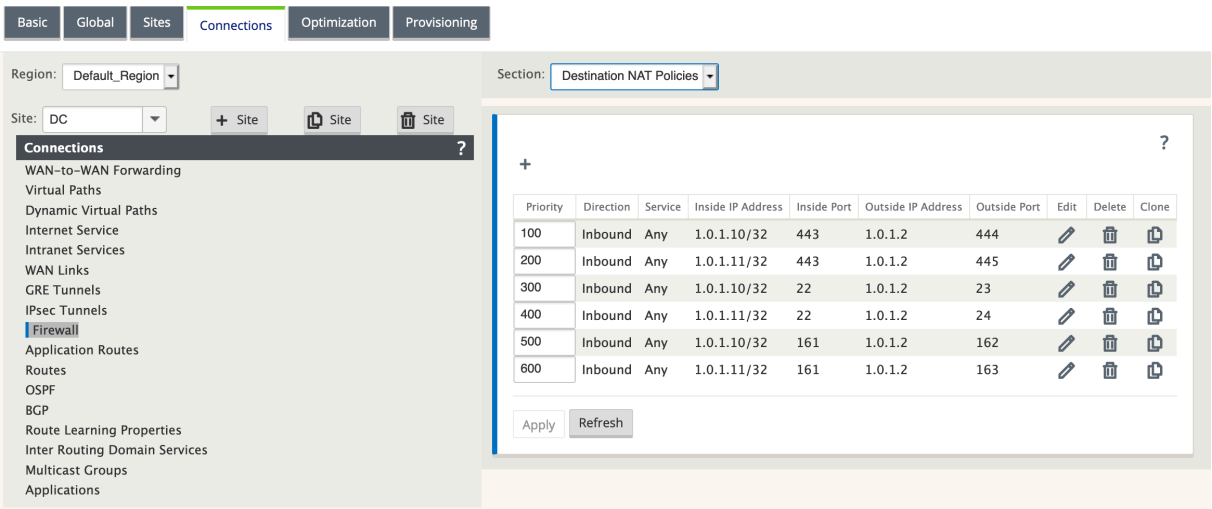 Basic Global Sites Connections Optimization Provisioning
Region: Default_Region
Site: DC + Site Site Site
Connections ?
WAN-to-WAN Forwarding
Virtual Paths
Dynamic Virtual Paths
Internet Service
Intranet Services
WAN Links
GRE Tunnels
IPsec Tunnels
Firewall
Application Routes
Routes
OSPF
BGP
Route Learning Properties
Inter Routing Domain Services
Multicast Groups
Applications
Section: Destination NAT Policies
?
+
Priority Direction Service Inside IP Address Inside Port Outside IP Address Outside Port Edit Delete Clone
100 Inbound Any 1.0.1.10/32 443 1.0.1.2 444
200 Inbound Any 1.0.1.11/32 443 1.0.1.2 445
300 Inbound Any 1.0.1.10/32 22 1.0.1.2 23
400 Inbound Any 1.0.1.11/32 22 1.0.1.2 24
500 Inbound Any 1.0.1.10/32 161 1.0.1.2 162
600 Inbound Any 1.0.1.11/32 161 1.0.1.2 163
Apply Refresh